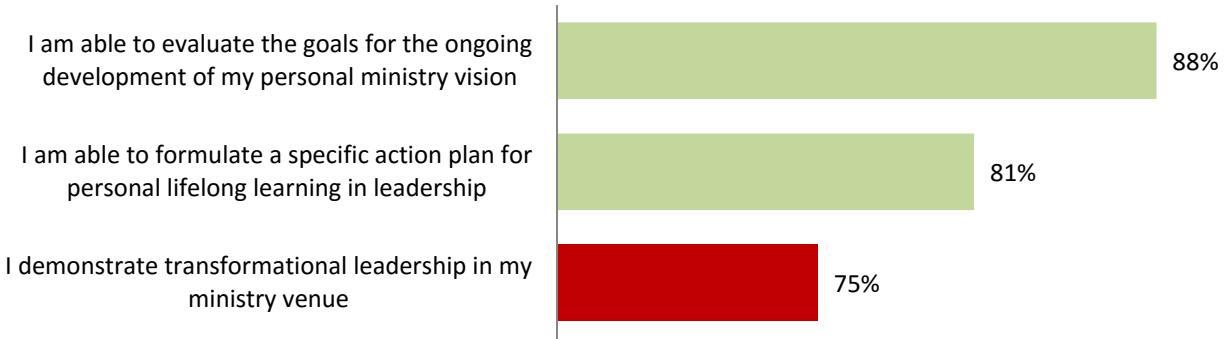 I am able to evaluate the goals for the ongoing
development of my personal ministry vision
88%
I am able to formulate a specific action plan for
personal lifelong learning in leadership
81%
I demonstrate transformational leadership in my
ministry venue
75%